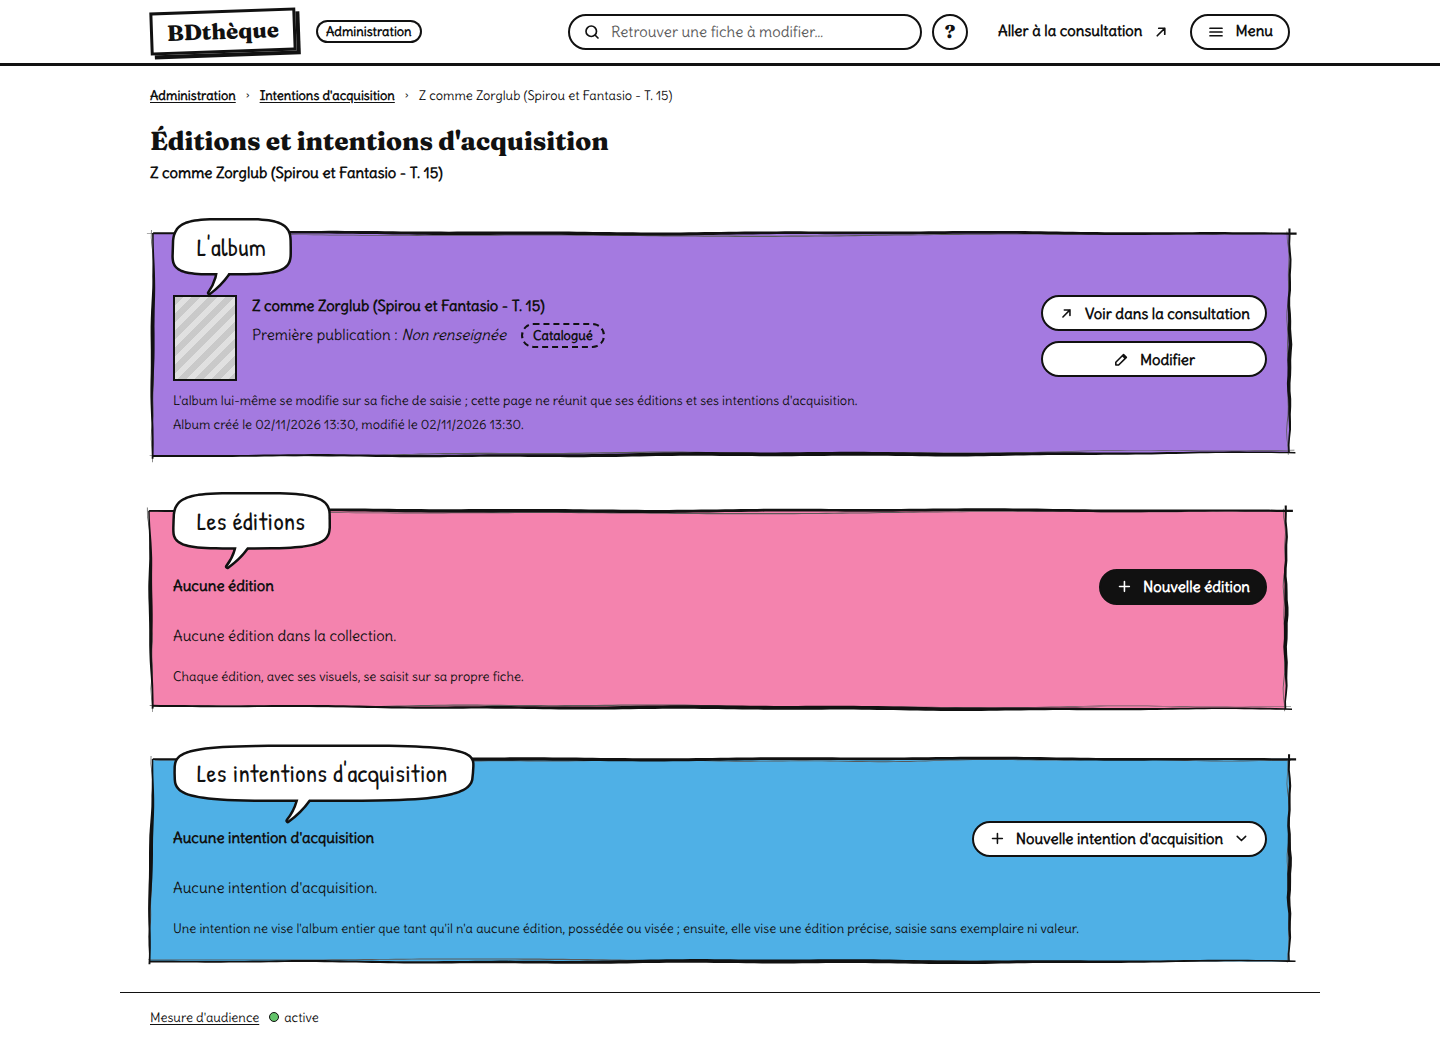 BDthèque
Administration
Retrouver une fiche à modifier...
?
Aller à la consultation
Menu
Administration › Intentions d'acquisition › Z comme Zorglub (Spirou et Fantasio - T. 15)
Éditions et intentions d'acquisition
Z comme Zorglub (Spirou et Fantasio - T. 15)
L'album
Z comme Zorglub (Spirou et Fantasio - T. 15)
Première publication : Non renseignée
Catalogué
Voir dans la consultation
Modifier
L'album lui-même se modifie sur sa fiche de saisie ; cette page ne réunit que ses éditions et ses intentions d'acquisition.
Album créé le 02/11/2026 13:30, modifié le 02/11/2026 13:30.
Les éditions
Aucune édition
Nouvelle édition
Aucune édition dans la collection.
Chaque édition, avec ses visuels, se saisit sur sa propre fiche.
Les intentions d'acquisition
Aucune intention d'acquisition
Nouvelle intention d'acquisition
Aucune intention d'acquisition.
Une intention ne vise l'album entier que tant qu'il n'a aucune édition, possédée ou visée ; ensuite, elle vise une édition précise, saisie sans exemplaire ni valeur.
Mesure d'audience
active